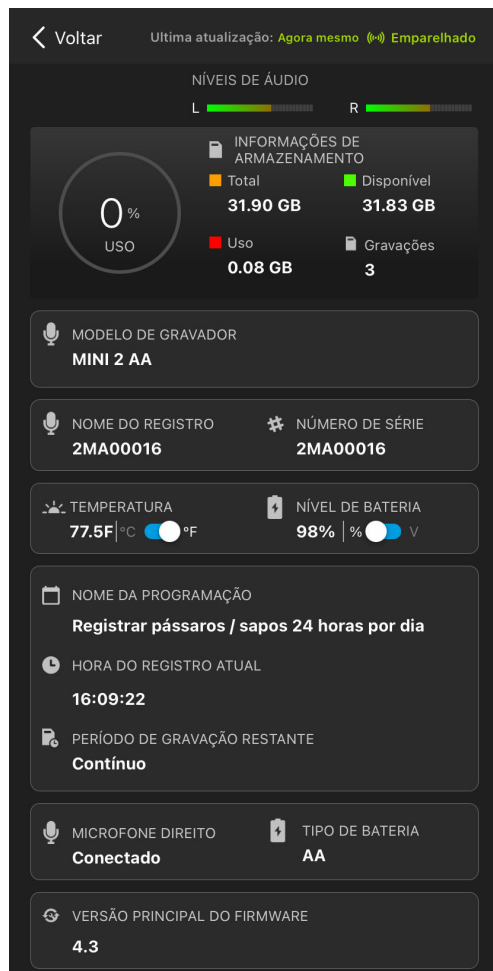 Voltar
Ultima atualização: Agora mesmo Emparelhado
NÍVEIS DE ÁUDIO
L R
INFORMAÇÕES DE
ARMAZENAMENTO
Total Disponível
31.90 GB 31.83 GB
0 %
USO
Uso Gravações
0.08 GB 3
MODELO DE GRAVADOR
MINI 2 AA
NOME DO REGISTRO NÚMERO DE SÉRIE
2MA00016 2MA00016
TEMPERATURA NÍVEL DE BATERIA
77.5F °C °F 98% % V
NOME DA PROGRAMAÇÃO
Registrar pássaros / sapos 24 horas por dia
HORA DO REGISTRO ATUAL
16:09:22
PERÍODO DE GRAVAÇÃO RESTANTE
Contínuo
MICROFONE DIREITO TIPO DE BATERIA
Conectado AA
VERSÃO PRINCIPAL DO FIRMWARE
4.3